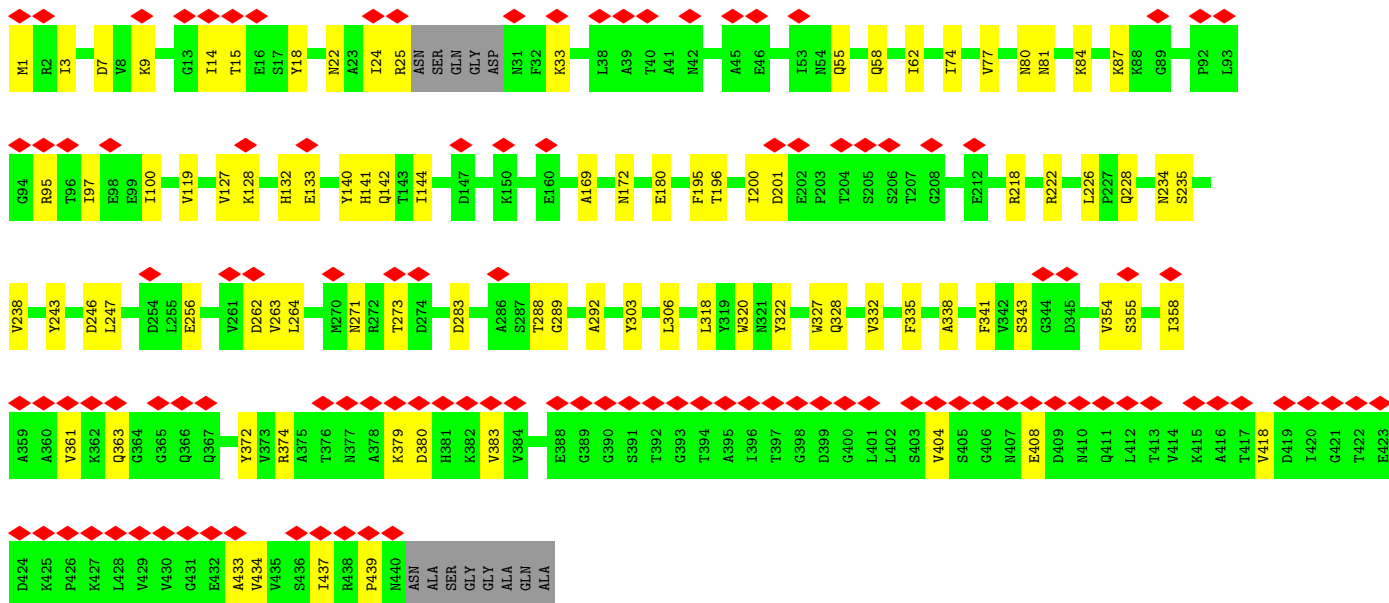 M1 R2 I3 D7 V8 K9 G13 I14 T15 E16 S17 Y18 N22 A23 I24 R25 ASN SER GLN GLY ASP N31 F32 K33 L38 A39 T40 A41 N42 A45 E46 I53 N54 Q55 Q58 I62 I74 V77 N80 N81 K84 K87 K88 G89 P92 L93
G94 R95 T96 I97 E98 E99 I100 V119 V127 K128 H132 E133 Y140 H141 Q142 T143 I144 D147 K150 E160 A169 N172 E180 F195 T196 I200 D201 E202 P203 T204 S205 S206 T207 G208 E212 R218 R222 L226 P227 Q228 N234 S235
V238 Y243 D246 L247 D254 L255 E256 V261 D262 V263 L264 M270 N271 R272 T273 D274 D283 A286 S287 T288 G289 A292 Y303 L306 L318 Y319 W320 N321 Y322 W327 Q328 V332 F335 A338 F341 V342 S343 G344 D345 V354 S355 I358
A359 A360 V361 K362 Q363 G364 G365 Q366 Q367 Y372 V373 R374 A375 T376 N377 A378 K379 D380 H381 K382 V383 V384 E388 G389 G390 S391 T392 G393 T394 A395 I396 T397 G398 D399 G400 L401 L402 S403 V404 S405 G406 N407 E408 D409 N410 Q411 L412 T413 V414 K415 A416 T417 V418 D419 I420 G421 T422 E423
D424 K425 P426 K427 L428 V429 V430 G431 E432 A433 V434 V435 S436 I437 R438 P439 N440 ASN ALA SER GLY GLY ALA GLN ALA